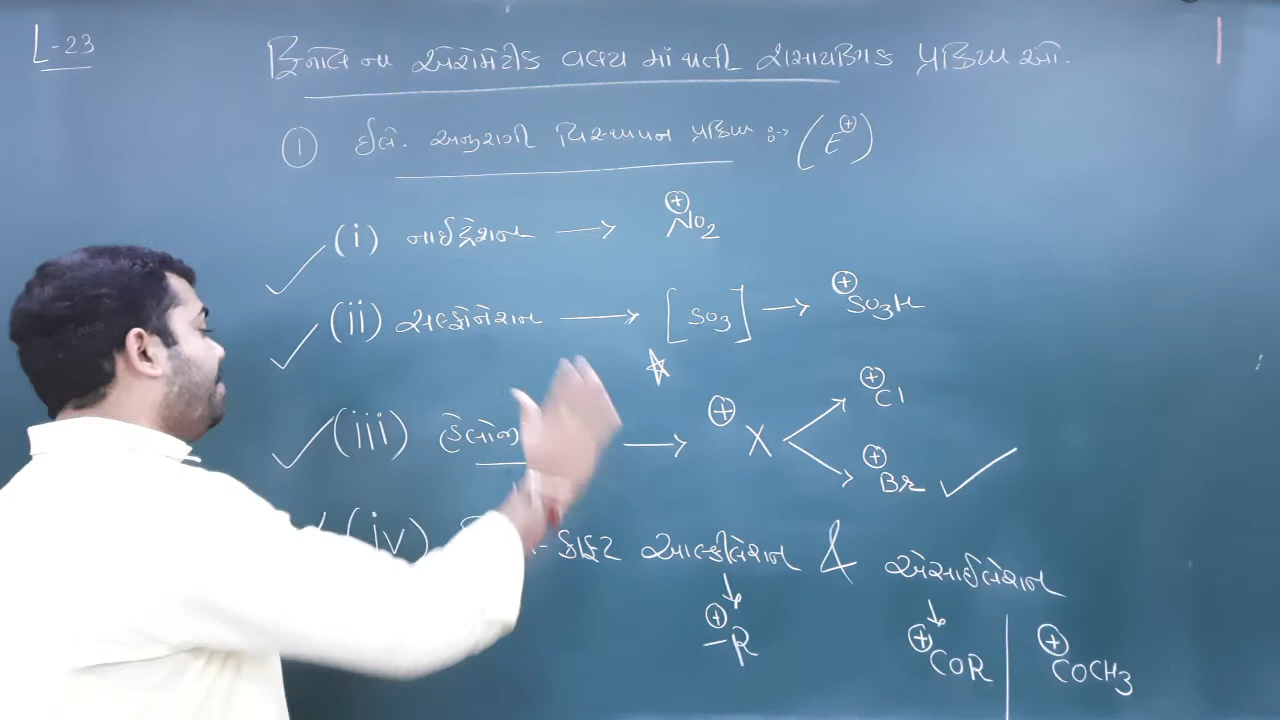 L-23
ફિનોલ ના એરોમેટીક વલય માં થતી રાસાયણિક પ્રક્રિયા ઓ.
① ઈલે. અનુરાગી વિસ્થાપન પ્રક્રિયા :→ (E⊕)
(i) નાઈટ્રેશન → ⊕NO₂
(ii) સલ્ફોનેશન → [SO₃] → ⊕SO₃H
⊕Cl
(iii) હેલોજ → ⊕X
⊕Br
(iv) -ક્રાફ્ટ આલ્કીલેશન & એસાઈલેશન
⊕-R ⊕COR | ⊕COCH₃